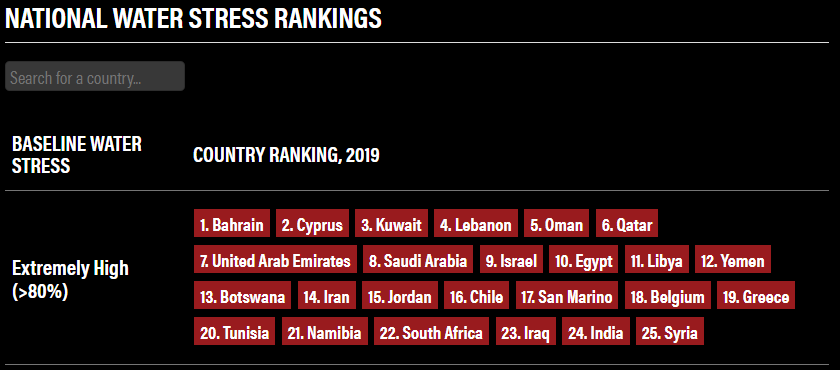 NATIONAL WATER STRESS RANKINGS
Search for a country...
BASELINE WATER
STRESS
COUNTRY RANKING, 2019
Extremely High
(>80%)
1. Bahrain 2. Cyprus 3. Kuwait 4. Lebanon 5. Oman 6. Qatar
7. United Arab Emirates 8. Saudi Arabia 9. Israel 10. Egypt 11. Libya 12. Yemen
13. Botswana 14. Iran 15. Jordan 16. Chile 17. San Marino 18. Belgium 19. Greece
20. Tunisia 21. Namibia 22. South Africa 23. Iraq 24. India 25. Syria